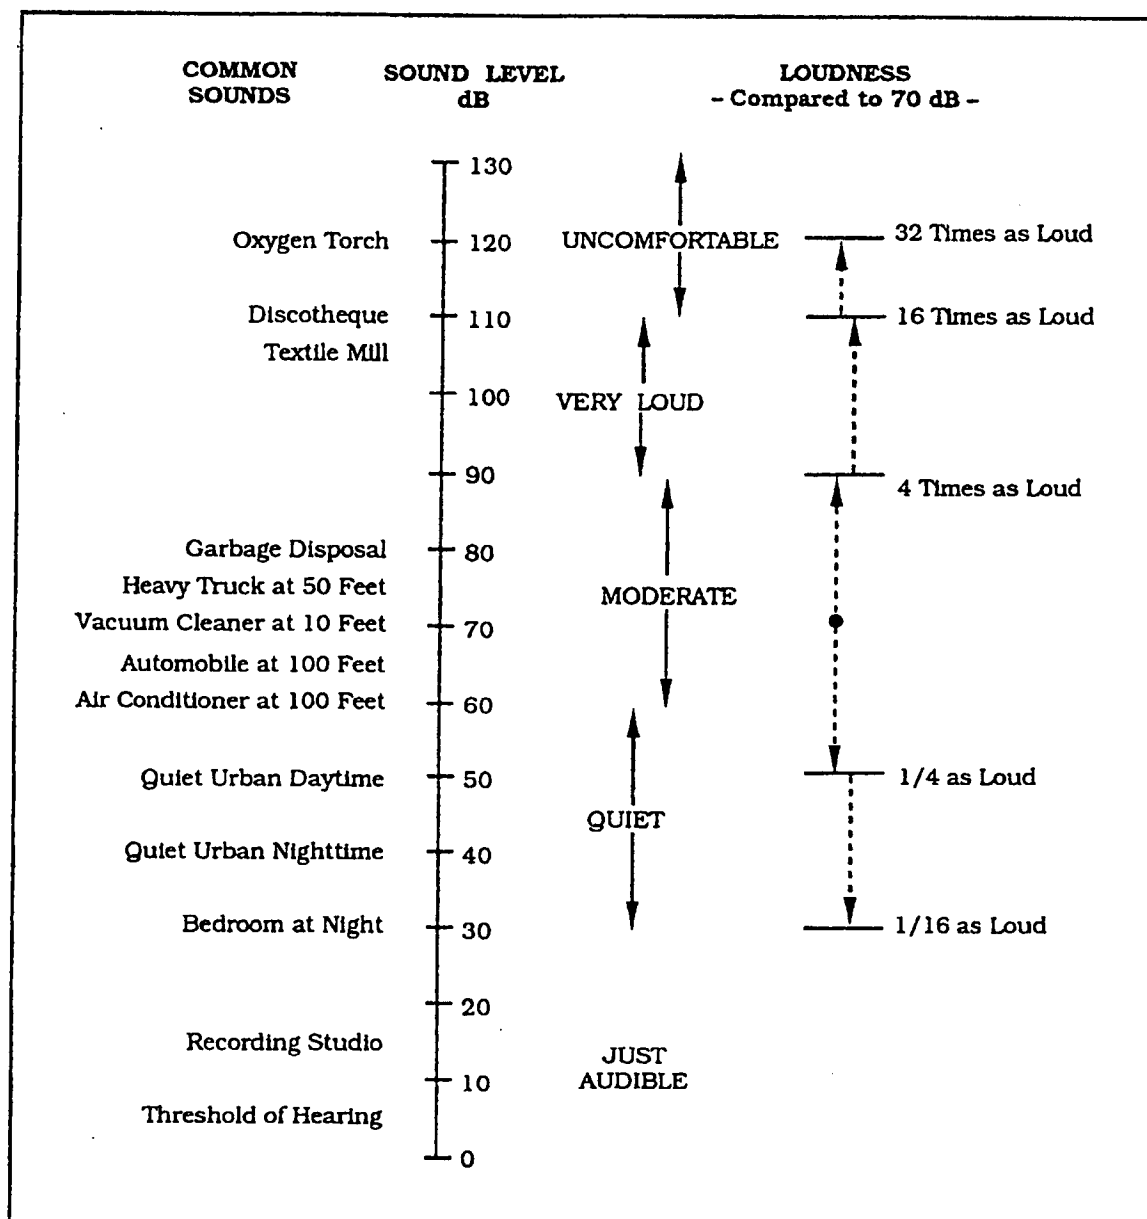 COMMON
SOUNDS
SOUND LEVEL
dB
LOUDNESS
- Compared to 70 dB -
130
Oxygen Torch
120
UNCOMFORTABLE
32 Times as Loud
Discotheque
110
16 Times as Loud
Textile Mill
100
VERY LOUD
90
4 Times as Loud
Garbage Disposal
80
Heavy Truck at 50 Feet
MODERATE
Vacuum Cleaner at 10 Feet
70
Automobile at 100 Feet
Air Conditioner at 100 Feet
60
Quiet Urban Daytime
50
1/4 as Loud
QUIET
Quiet Urban Nighttime
40
Bedroom at Night
30
1/16 as Loud
20
Recording Studio
JUST
AUDIBLE
10
Threshold of Hearing
0